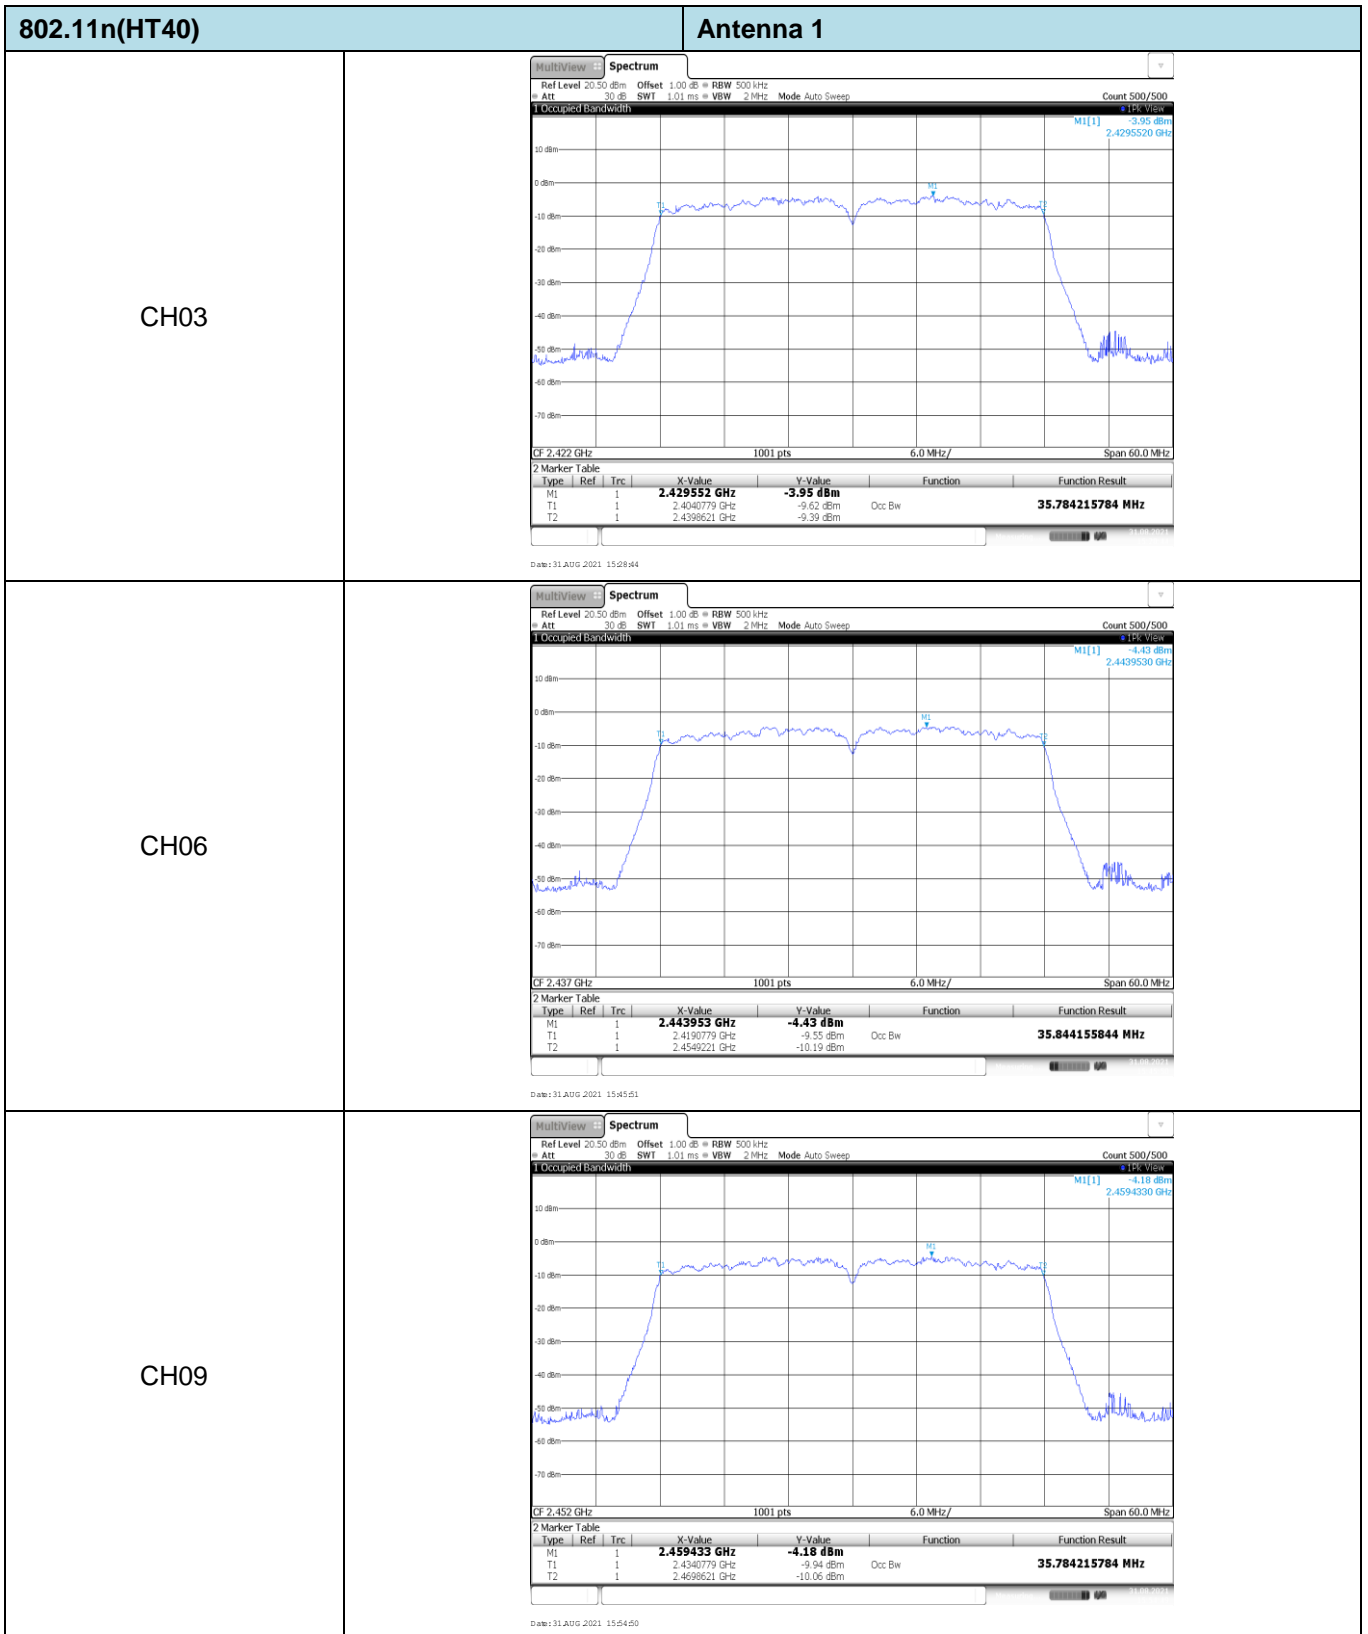 802.11n(HT40) Antenna 1
CH03
MultiView Spectrum
Ref Level 20.50 dBm Offset 1.00 dB RBW 500 kHz
Att 30 dB SWT 1.01 ms VBW 2 MHz Mode Auto Sweep Count 500/500
1 Occupied Bandwidth 1Pk View
M1[1] -3.95 dBm
2.4295520 GHz
10 dBm
0 dBm
M1
T1 T2
-10 dBm
-20 dBm
-30 dBm
-40 dBm
-50 dBm
-60 dBm
-70 dBm
CF 2.422 GHz 1001 pts 6.0 MHz/ Span 60.0 MHz
2 Marker Table
Type Ref Trc X-Value Y-Value Function Function Result
M1 1 2.429552 GHz -3.95 dBm
T1 1 2.4040779 GHz -9.62 dBm Occ Bw 35.784215784 MHz
T2 1 2.4398621 GHz -9.39 dBm
31.08.2021
Date: 31.AUG.2021 15:28:44
CH06
MultiView Spectrum
Ref Level 20.50 dBm Offset 1.00 dB RBW 500 kHz
Att 30 dB SWT 1.01 ms VBW 2 MHz Mode Auto Sweep Count 500/500
1 Occupied Bandwidth 1Pk View
M1[1] -4.43 dBm
2.4439530 GHz
10 dBm
0 dBm
M1
T1 T2
-10 dBm
-20 dBm
-30 dBm
-40 dBm
-50 dBm
-60 dBm
-70 dBm
CF 2.437 GHz 1001 pts 6.0 MHz/ Span 60.0 MHz
2 Marker Table
Type Ref Trc X-Value Y-Value Function Function Result
M1 1 2.443953 GHz -4.43 dBm
T1 1 2.4190779 GHz -9.55 dBm Occ Bw 35.844155844 MHz
T2 1 2.4549221 GHz -10.19 dBm
31.08.2021
Date: 31.AUG.2021 15:45:51
CH09
MultiView Spectrum
Ref Level 20.50 dBm Offset 1.00 dB RBW 500 kHz
Att 30 dB SWT 1.01 ms VBW 2 MHz Mode Auto Sweep Count 500/500
1 Occupied Bandwidth 1Pk View
M1[1] -4.18 dBm
2.4594330 GHz
10 dBm
0 dBm
M1
T1 T2
-10 dBm
-20 dBm
-30 dBm
-40 dBm
-50 dBm
-60 dBm
-70 dBm
CF 2.452 GHz 1001 pts 6.0 MHz/ Span 60.0 MHz
2 Marker Table
Type Ref Trc X-Value Y-Value Function Function Result
M1 1 2.459433 GHz -4.18 dBm
T1 1 2.4340779 GHz -9.94 dBm Occ Bw 35.784215784 MHz
T2 1 2.4698621 GHz -10.06 dBm
31.08.2021
Date: 31.AUG.2021 15:54:50